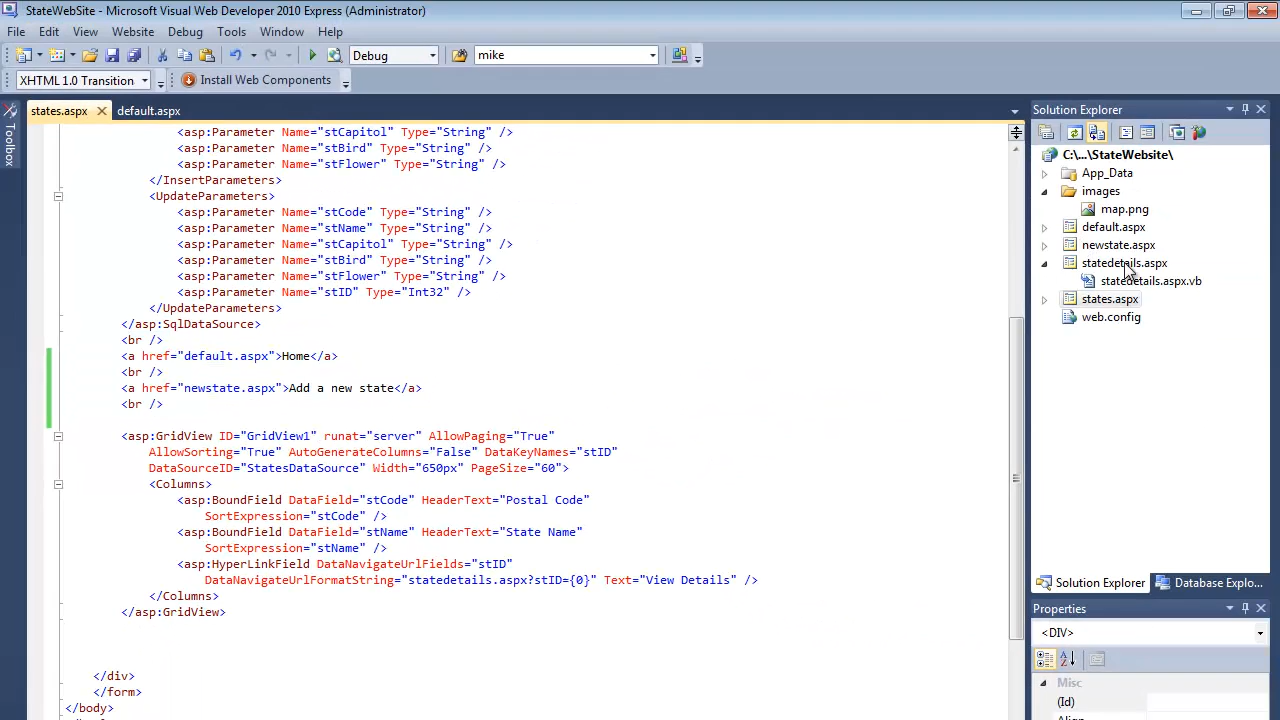 StateWebSite - Microsoft Visual Web Developer 2010 Express (Administrator)
File Edit View Website Debug Tools Window Help
Debug mike
XHTML 1.0 Transition Install Web Components
states.aspx default.aspx
Toolbox
<asp:Parameter Name="stCapitol" Type="String" />
<asp:Parameter Name="stBird" Type="String" />
<asp:Parameter Name="stFlower" Type="String" />
</InsertParameters>
<UpdateParameters>
<asp:Parameter Name="stCode" Type="String" />
<asp:Parameter Name="stName" Type="String" />
<asp:Parameter Name="stCapitol" Type="String" />
<asp:Parameter Name="stBird" Type="String" />
<asp:Parameter Name="stFlower" Type="String" />
<asp:Parameter Name="stID" Type="Int32" />
</UpdateParameters>
</asp:SqlDataSource>
<br />
<a href="default.aspx">Home</a>
<br />
<a href="newstate.aspx">Add a new state</a>
<br />
<asp:GridView ID="GridView1" runat="server" AllowPaging="True"
AllowSorting="True" AutoGenerateColumns="False" DataKeyNames="stID"
DataSourceID="StatesDataSource" Width="650px" PageSize="60">
<Columns>
<asp:BoundField DataField="stCode" HeaderText="Postal Code"
SortExpression="stCode" />
<asp:BoundField DataField="stName" HeaderText="State Name"
SortExpression="stName" />
<asp:HyperLinkField DataNavigateUrlFields="stID"
DataNavigateUrlFormatString="statedetails.aspx?stID={0}" Text="View Details" />
</Columns>
</asp:GridView>
</div>
</form>
</body>
Solution Explorer
C:\...\StateWebsite\
App_Data
images
map.png
default.aspx
newstate.aspx
statedetails.aspx
statedetails.aspx.vb
states.aspx
web.config
Solution Explorer Database Explo...
Properties
<DIV>
Misc
(Id)